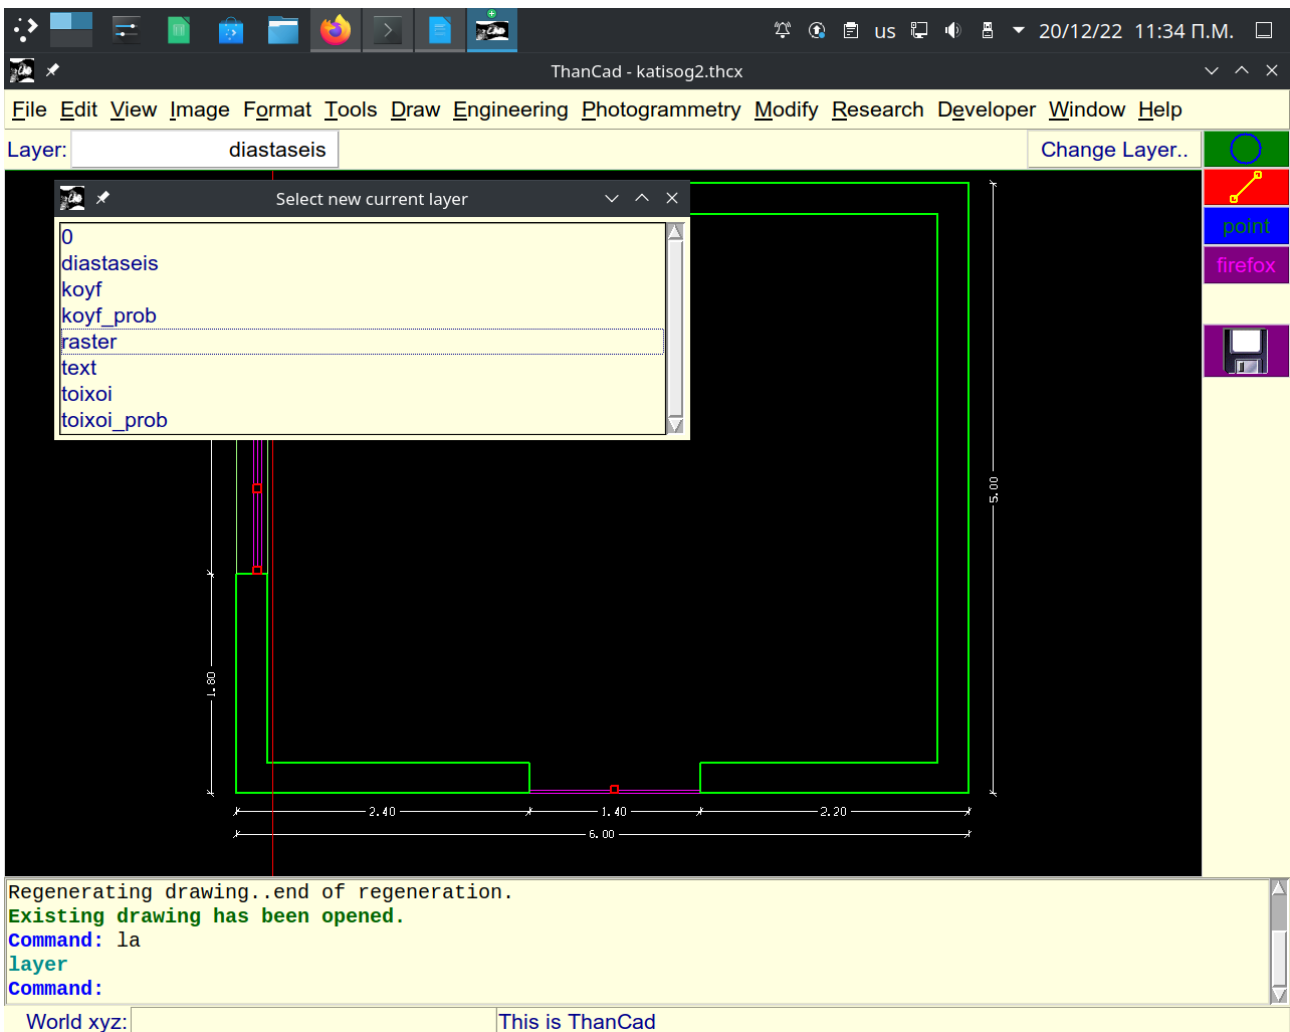 us 20/12/22 11:34 Π.Μ.
ThanCad - katisog2.thcx
File Edit View Image Format Tools Draw Engineering Photogrammetry Modify Research Developer Window Help
Layer: diastaseis Change Layer..
point
firefox
Select new current layer
0
diastaseis
koyf
koyf_prob
raster
text
toixoi
toixoi_prob
5.00
1.80
2.40 1.40 2.20
6.00
Regenerating drawing..end of regeneration.
Existing drawing has been opened.
Command: la
layer
Command:
World xyz: This is ThanCad